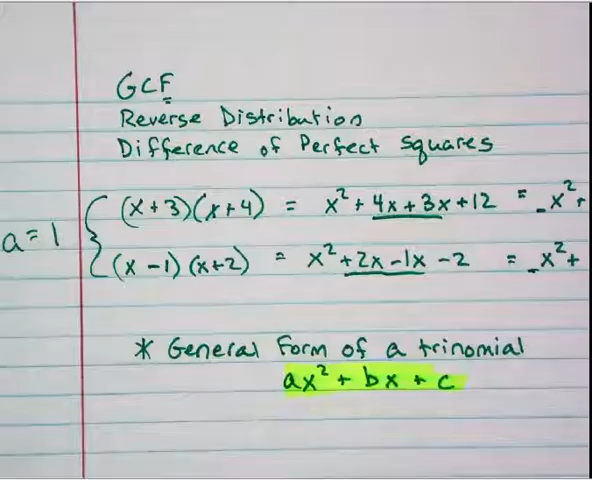 GCF
Reverse Distribution
Difference of Perfect Squares
(x+3)(x+4) = x² + 4x + 3x + 12 = _x² +
a = 1
(x - 1)(x+2) = x² + 2x - 1x - 2 = _x² +
* General Form of a trinomial
ax² + bx + c